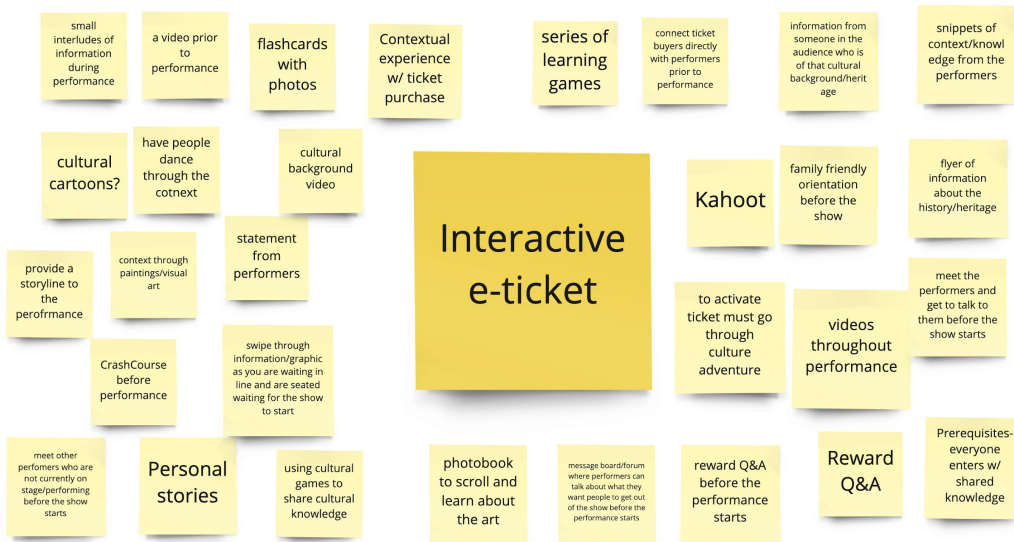 small
interludes of
information
during
performance
a video prior
to
performance
flashcards
with
photos
Contextual
experience
w/ ticket
purchase
series of
learning
games
connect ticket
buyers directly
with performers
prior to
performance
information from
someone in the
audience who is
of that cultural
background/herit
age
snippets of
context/knowl
edge from the
performers
cultural
cartoons?
have people
dance
through the
cotnext
cultural
background
video
Interactive
e-ticket
Kahoot
family friendly
orientation
before the
show
flyer of
information
about the
history/heritage
provide a
storyline to
the
perofrmance
context through
paintings/visual
art
statement
from
performers
to activate
ticket must go
through
culture
adventure
videos
throughout
performance
meet the
performers and
get to talk to
them before the
show starts
CrashCourse
before
performance
swipe through
information/graphic
as you are waiting in
line and are seated
waiting for the show
to start
meet other
perfomers who are
not currently on
stage/performing
before the show
starts
Personal
stories
using cultural
games to
share cultural
knowledge
photobook
to scroll and
learn about
the art
message board/forum
where performers can
talk about what they
want people to get out
of the show before the
performance starts
reward Q&A
before the
performance
starts
Reward
Q&A
Prerequisites-
everyone
enters w/
shared
knowledge